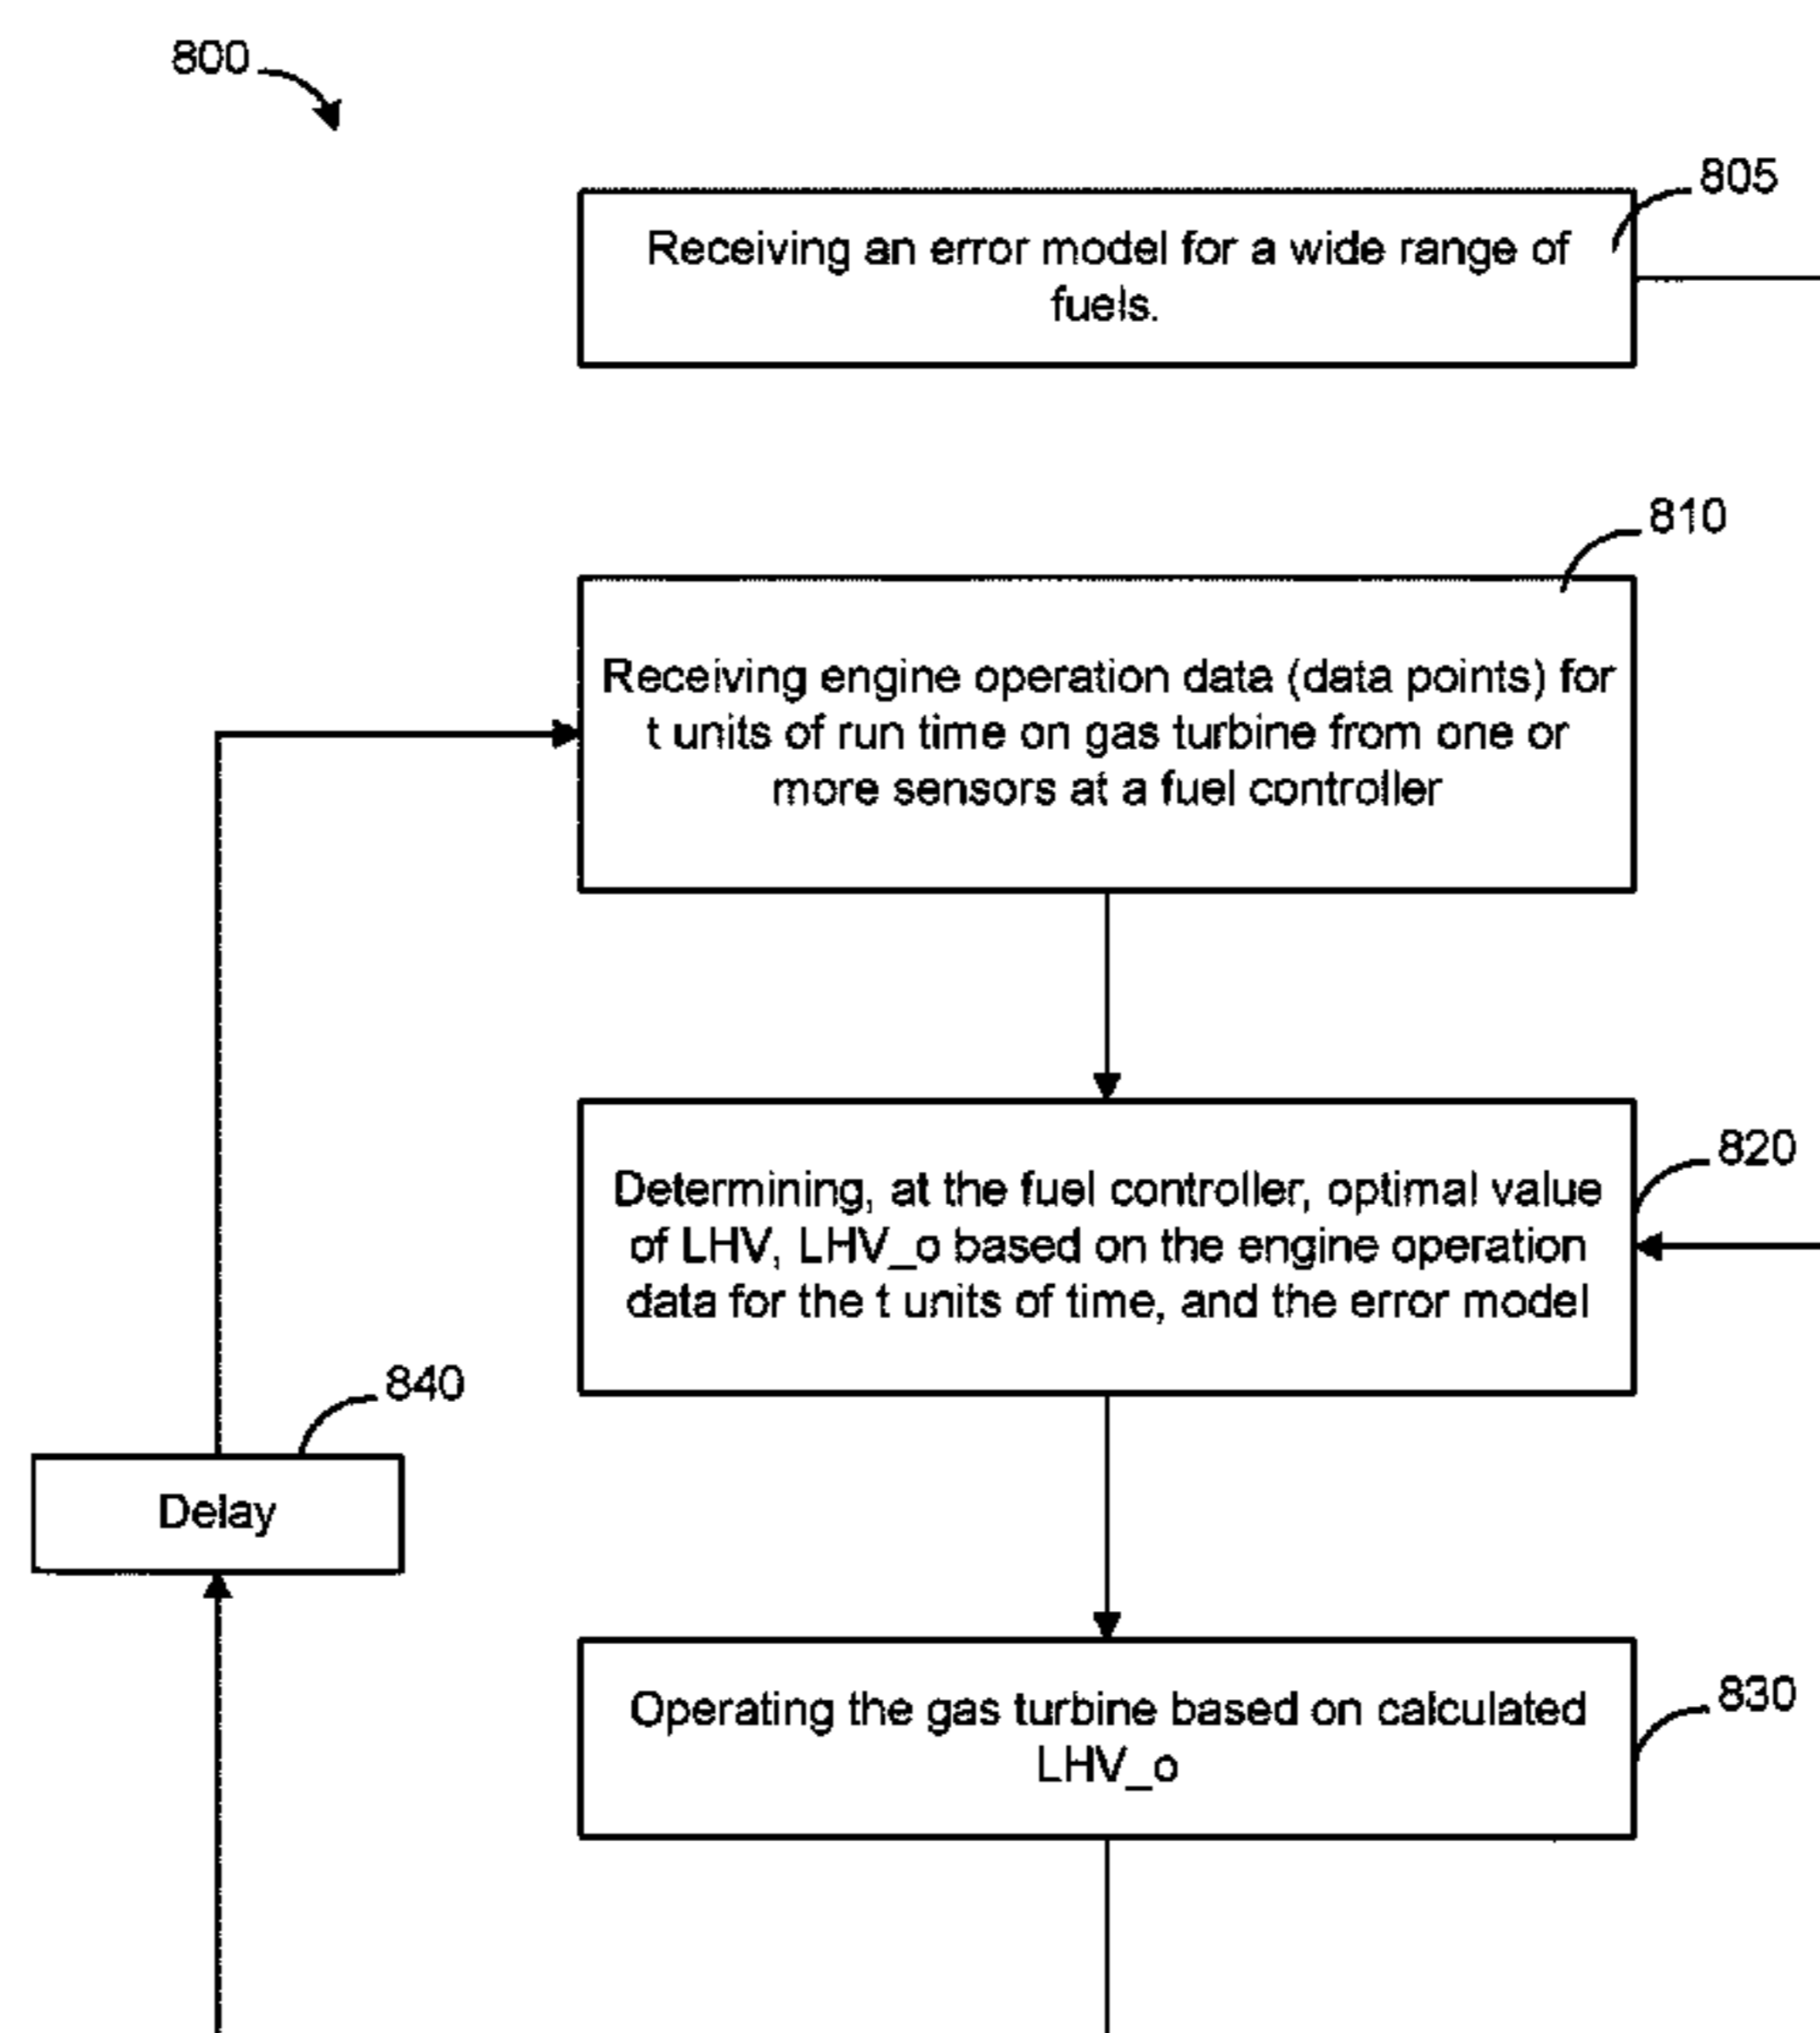 800
805
Receiving an error model for a wide range of
fuels.
810
Receiving engine operation data (data points) for
t units of run time on gas turbine from one or
more sensors at a fuel controller
820
Determining, at the fuel controller, optimal value
of LHV, LHV_o based on the engine operation
data for the t units of time, and the error model
840
Delay
830
Operating the gas turbine based on calculated
LHV_o